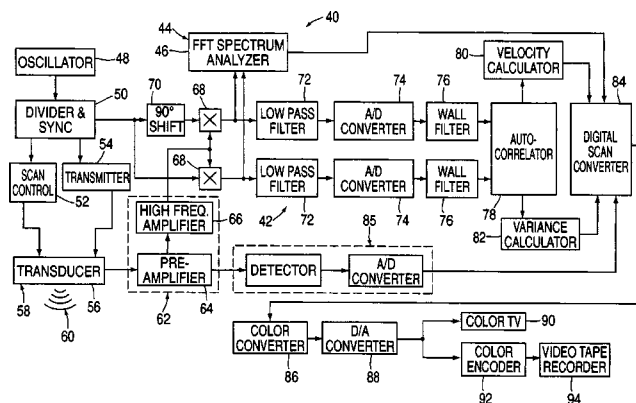 40
44
46
FFT SPECTRUM
ANALYZER
OSCILLATOR
48
50
DIVIDER &
SYNC
70
90°
SHIFT
68
68
72
LOW PASS
FILTER
74
A/D
CONVERTER
76
WALL
FILTER
80
VELOCITY
CALCULATOR
84
DIGITAL
SCAN
CONVERTER
AUTO-
CORRELATOR
78
SCAN
CONTROL
52
54
TRANSMITTER
LOW PASS
FILTER
72
42
A/D
CONVERTER
74
WALL
FILTER
76
82
VARIANCE
CALCULATOR
HIGH FREQ.
AMPLIFIER
66
85
TRANSDUCER
58
56
60
PRE-
AMPLIFIER
62
64
DETECTOR
A/D
CONVERTER
COLOR
CONVERTER
86
D/A
CONVERTER
88
COLOR TV
90
COLOR
ENCODER
92
VIDEO TAPE
RECORDER
94